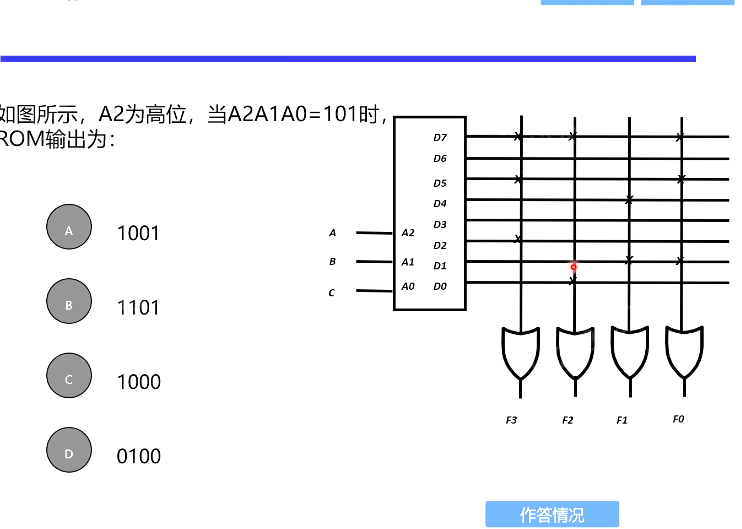 如图所示，A2为高位，当A2A1A0=101时，
ROM输出为：
A 1001
B 1101
C 1000
D 0100
D7
D6
D5
D4
D3
A A2 D2
B A1 D1
C A0 D0
F3 F2 F1 F0
作答情况